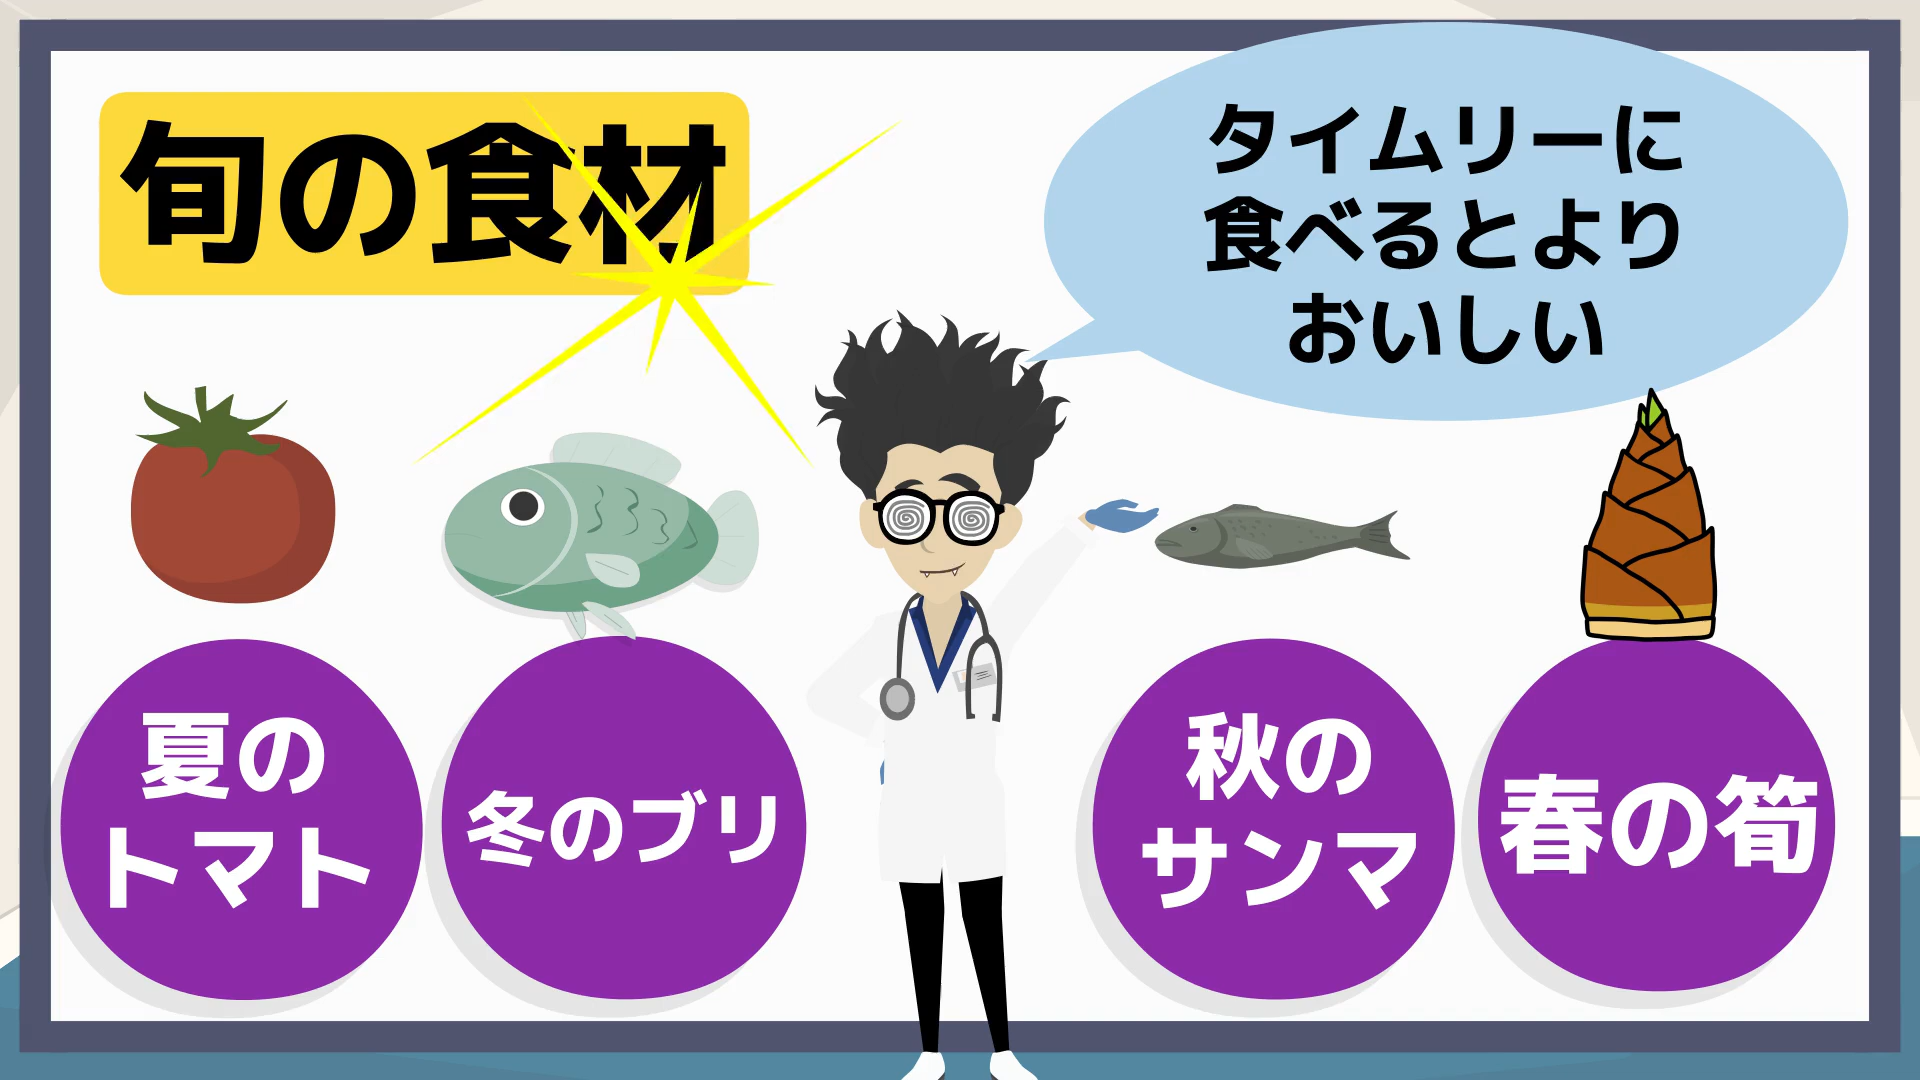 旬の食材
タイムリーに
食べるとより
おいしい
夏の
トマト
冬のブリ
秋の
サンマ
春の筍